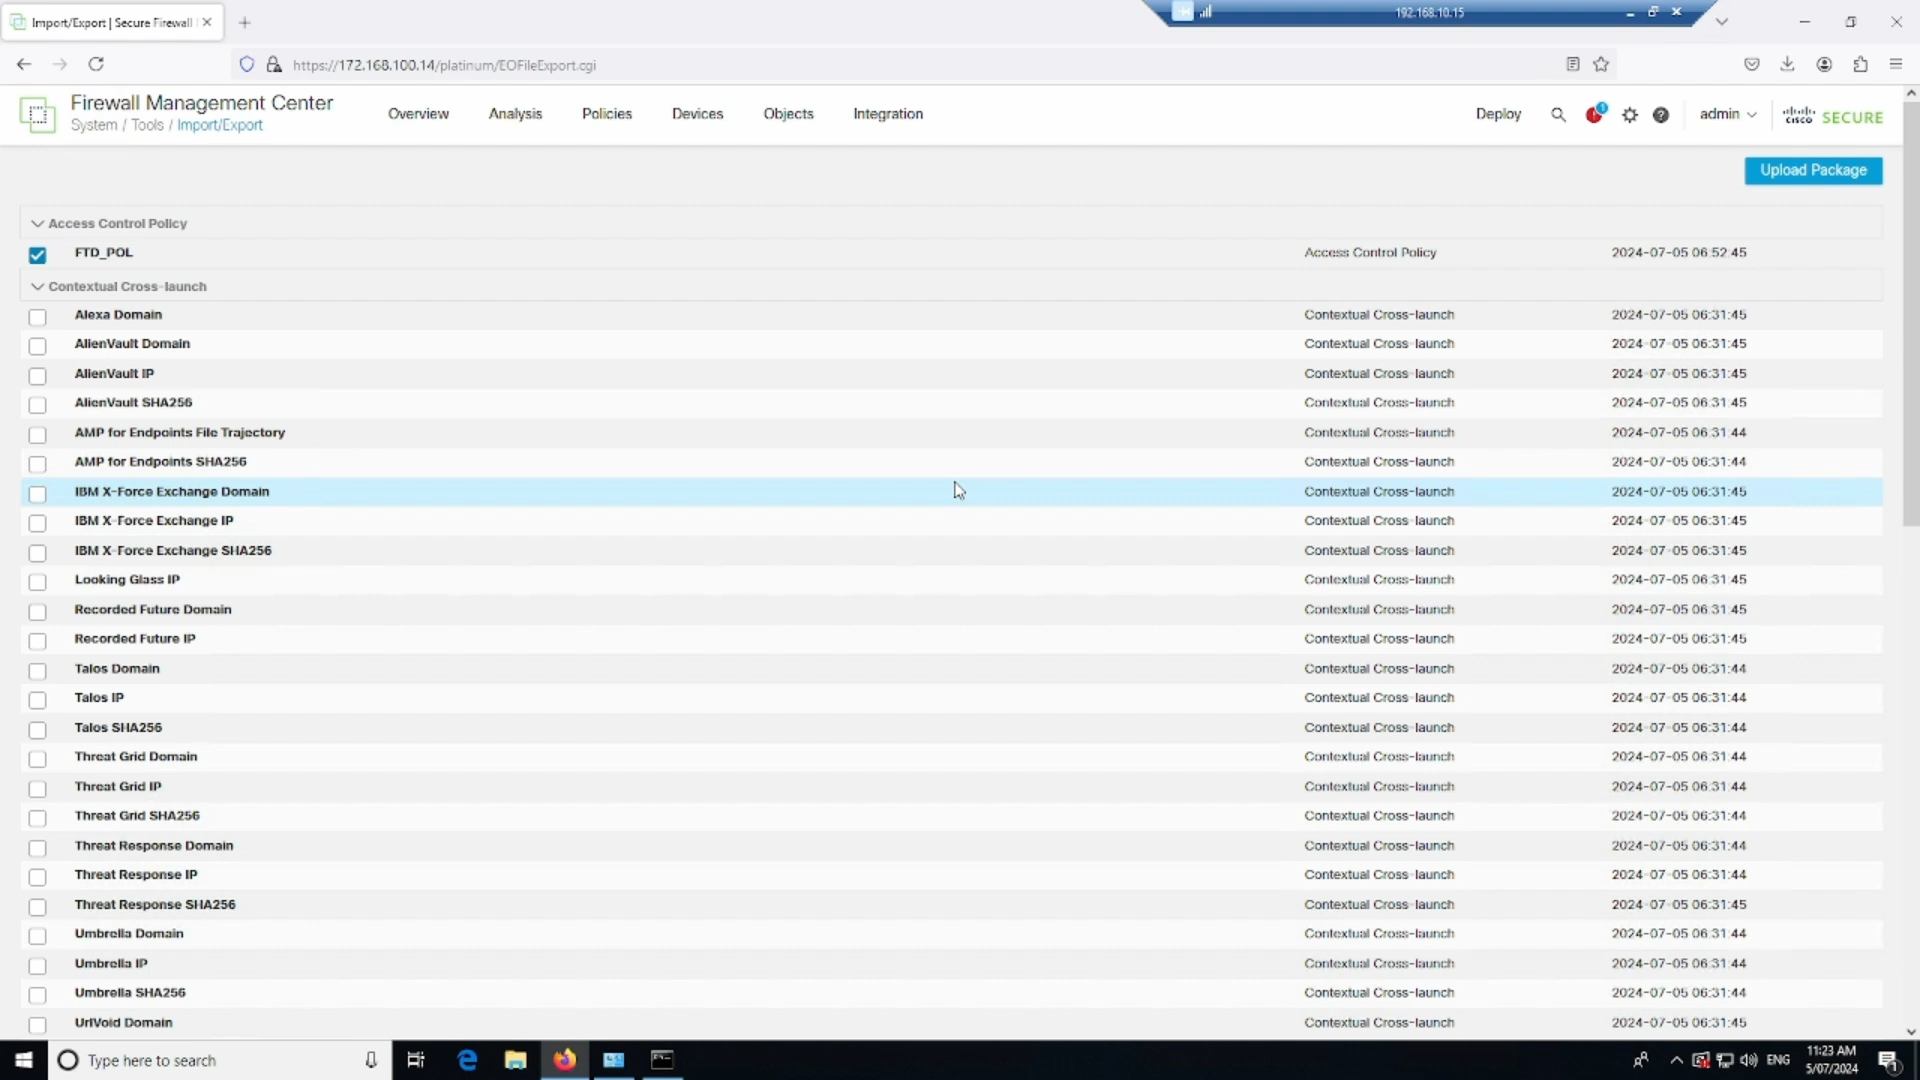 Import/Export | Secure Firewall
192.168.10.15
https://172.168.100.14/platinum/EOFileExport.cgi
Firewall Management Center
System / Tools / Import/Export
Overview Analysis Policies Devices Objects Integration
Deploy 1 admin cisco SECURE
Upload Package
Access Control Policy
FTD_POL Access Control Policy 2024-07-05 06:52:45
Contextual Cross-launch
Alexa Domain Contextual Cross-launch 2024-07-05 06:31:45
AlienVault Domain Contextual Cross-launch 2024-07-05 06:31:45
AlienVault IP Contextual Cross-launch 2024-07-05 06:31:45
AlienVault SHA256 Contextual Cross-launch 2024-07-05 06:31:45
AMP for Endpoints File Trajectory Contextual Cross-launch 2024-07-05 06:31:44
AMP for Endpoints SHA256 Contextual Cross-launch 2024-07-05 06:31:44
IBM X-Force Exchange Domain Contextual Cross-launch 2024-07-05 06:31:45
IBM X-Force Exchange IP Contextual Cross-launch 2024-07-05 06:31:45
IBM X-Force Exchange SHA256 Contextual Cross-launch 2024-07-05 06:31:45
Looking Glass IP Contextual Cross-launch 2024-07-05 06:31:45
Recorded Future Domain Contextual Cross-launch 2024-07-05 06:31:45
Recorded Future IP Contextual Cross-launch 2024-07-05 06:31:45
Talos Domain Contextual Cross-launch 2024-07-05 06:31:44
Talos IP Contextual Cross-launch 2024-07-05 06:31:44
Talos SHA256 Contextual Cross-launch 2024-07-05 06:31:44
Threat Grid Domain Contextual Cross-launch 2024-07-05 06:31:44
Threat Grid IP Contextual Cross-launch 2024-07-05 06:31:44
Threat Grid SHA256 Contextual Cross-launch 2024-07-05 06:31:44
Threat Response Domain Contextual Cross-launch 2024-07-05 06:31:44
Threat Response IP Contextual Cross-launch 2024-07-05 06:31:44
Threat Response SHA256 Contextual Cross-launch 2024-07-05 06:31:45
Umbrella Domain Contextual Cross-launch 2024-07-05 06:31:44
Umbrella IP Contextual Cross-launch 2024-07-05 06:31:44
Umbrella SHA256 Contextual Cross-launch 2024-07-05 06:31:44
UrlVoid Domain Contextual Cross-launch 2024-07-05 06:31:45
Type here to search
ENG
11:23 AM
5/07/2024
1